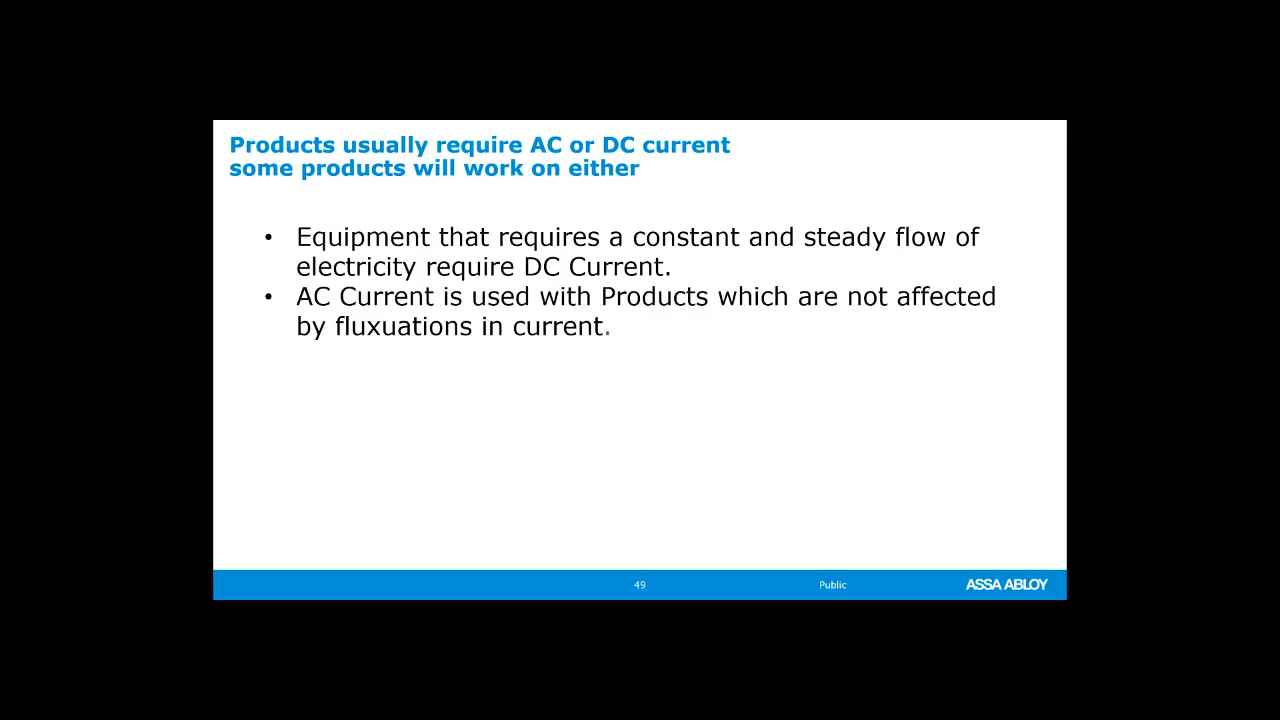 Products usually require AC or DC current
some products will work on either
• Equipment that requires a constant and steady flow of
electricity require DC Current.
• AC Current is used with Products which are not affected
by fluxuations in current.
49
Public
ASSA ABLOY